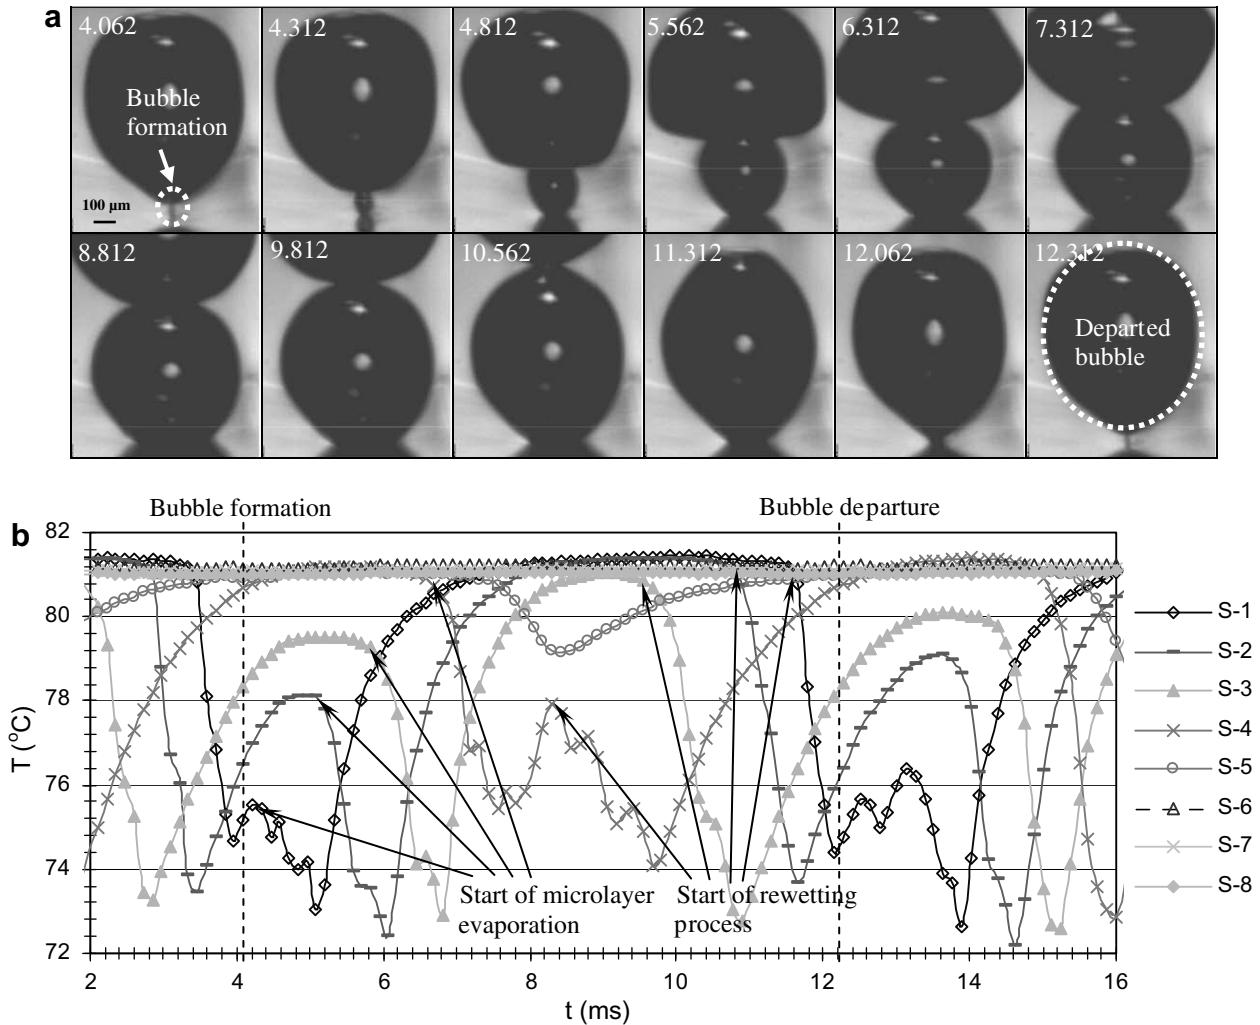 a
4.062
4.312
4.812
5.562
6.312
7.312
Bubble
formation
100 µm
8.812
9.812
10.562
11.312
12.062
12.312
Departed
bubble
Bubble formation
Bubble departure
b
82
80
78
76
74
72
T (°C)
2
4
6
8
10
12
14
16
t (ms)
Start of microlayer
evaporation
Start of rewetting
process
S-1
S-2
S-3
S-4
S-5
S-6
S-7
S-8